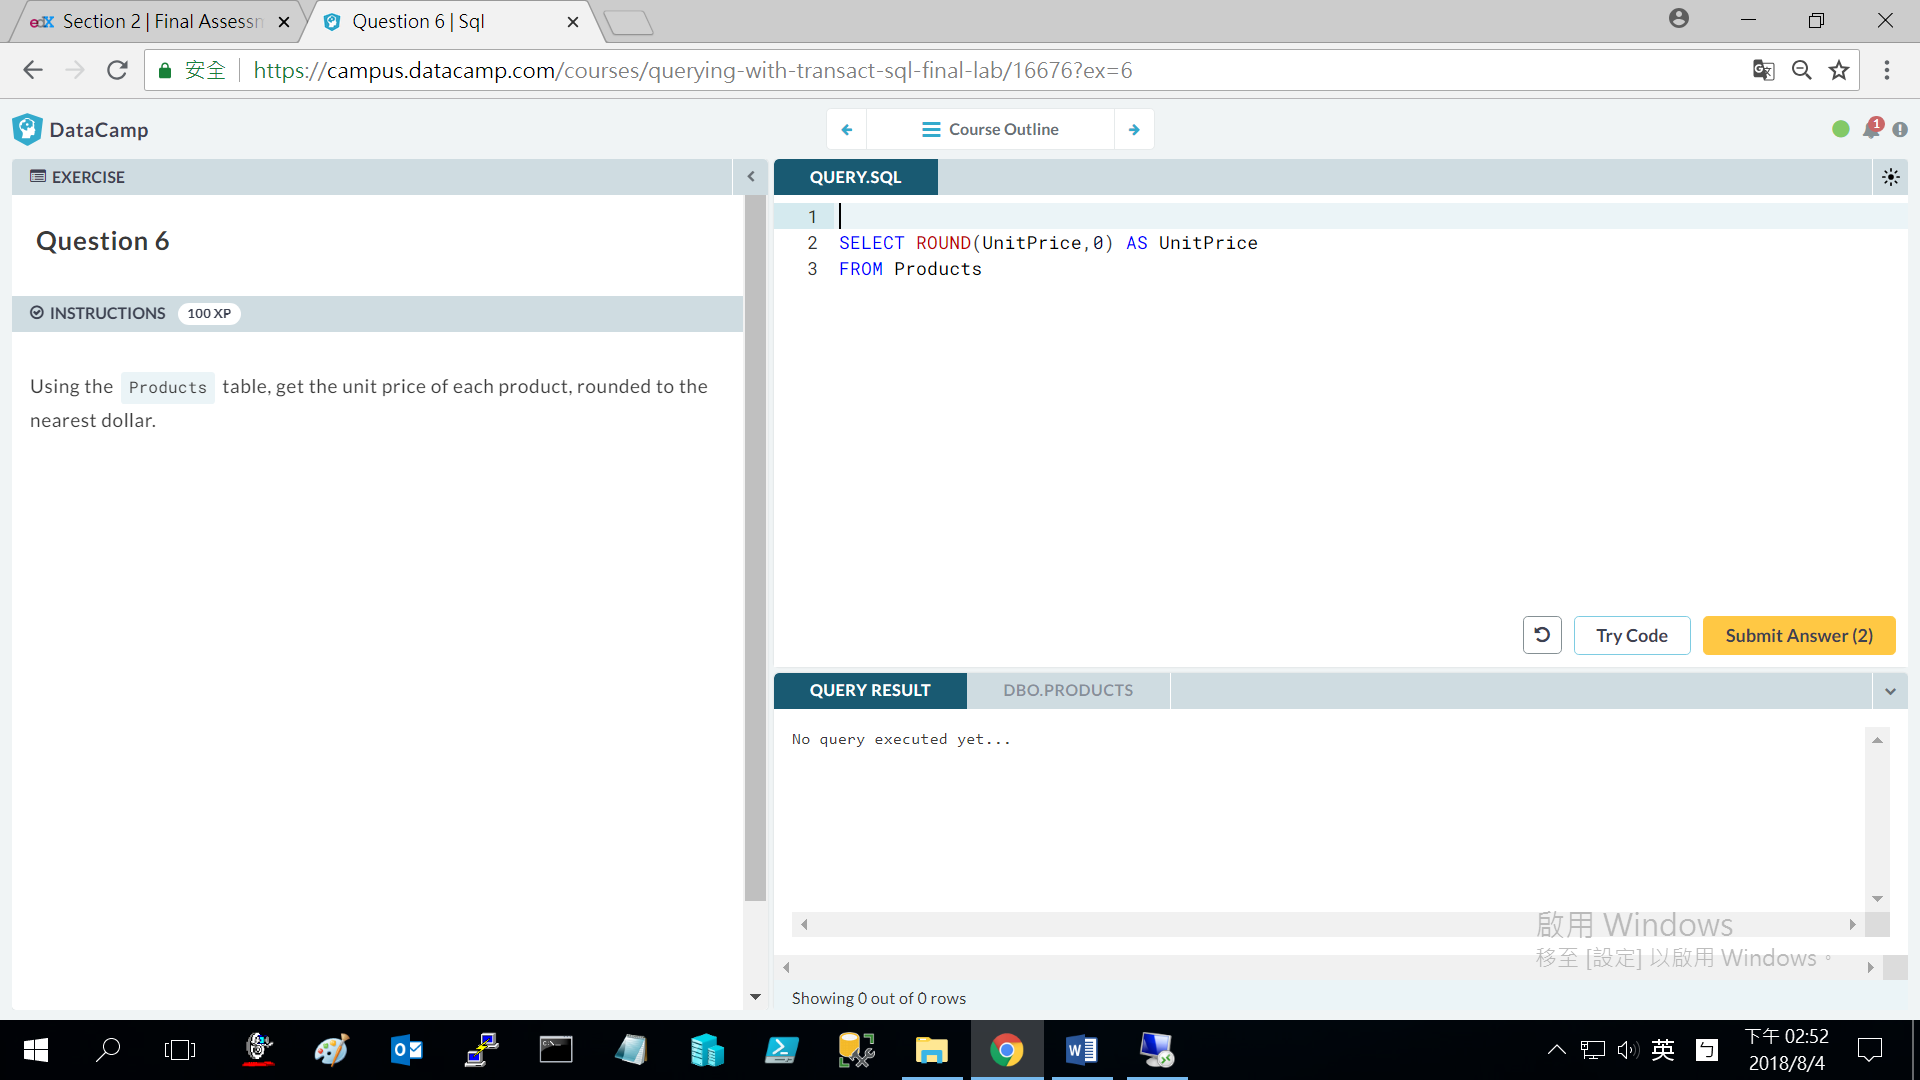 edX Section 2 | Final Assessm
Question 6 | Sql
安全
https://campus.datacamp.com/courses/querying-with-transact-sql-final-lab/16676?ex=6
DataCamp
Course Outline
1
EXERCISE
Question 6
INSTRUCTIONS 100 XP
Using the Products table, get the unit price of each product, rounded to the
nearest dollar.
QUERY.SQL
1
2 SELECT ROUND(UnitPrice,0) AS UnitPrice
3 FROM Products
Try Code
Submit Answer (2)
QUERY RESULT
DBO.PRODUCTS
No query executed yet...
啟用 Windows
移至 [設定] 以啟用 Windows。
Showing 0 out of 0 rows
英
下午 02:52
2018/8/4